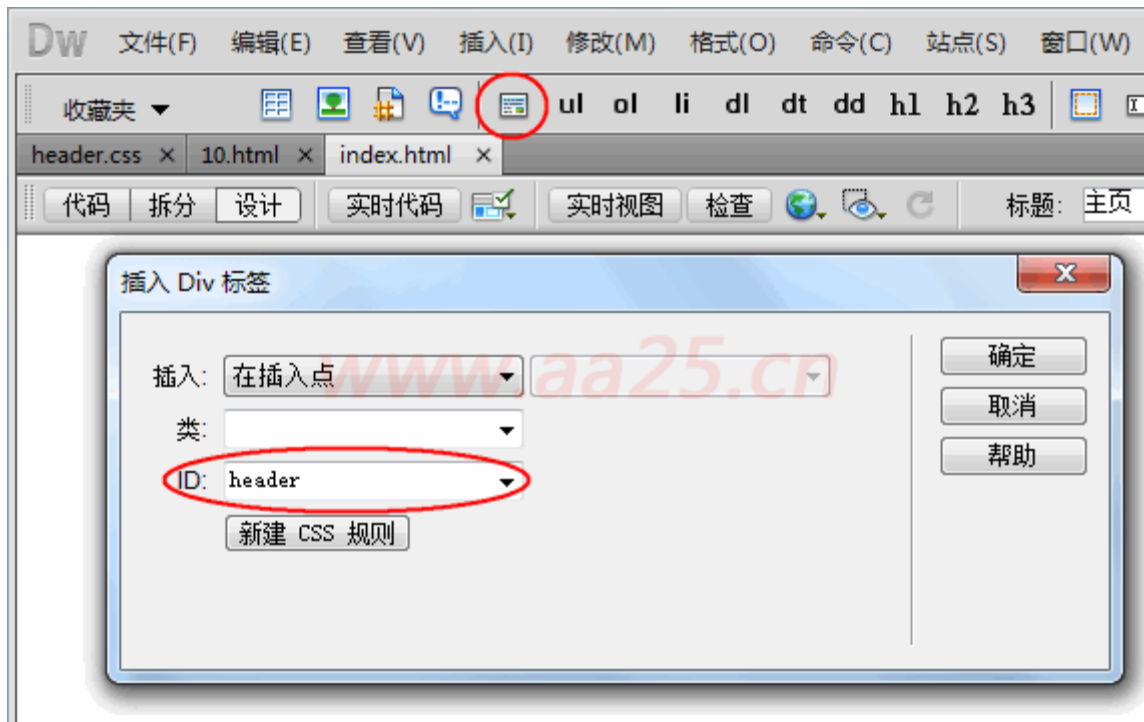 Dw 文件(F) 编辑(E) 查看(V) 插入(I) 修改(M) 格式(O) 命令(C) 站点(S) 窗口(W)
收藏夹 ul ol li dl dt dd h1 h2 h3
header.css × 10.html × index.html ×
代码 拆分 设计 实时代码 实时视图 检查 标题: 主页
插入 Div 标签
插入: 在插入点 确定
www.aa25.cn
类: 取消
ID: header 帮助
新建 CSS 规则